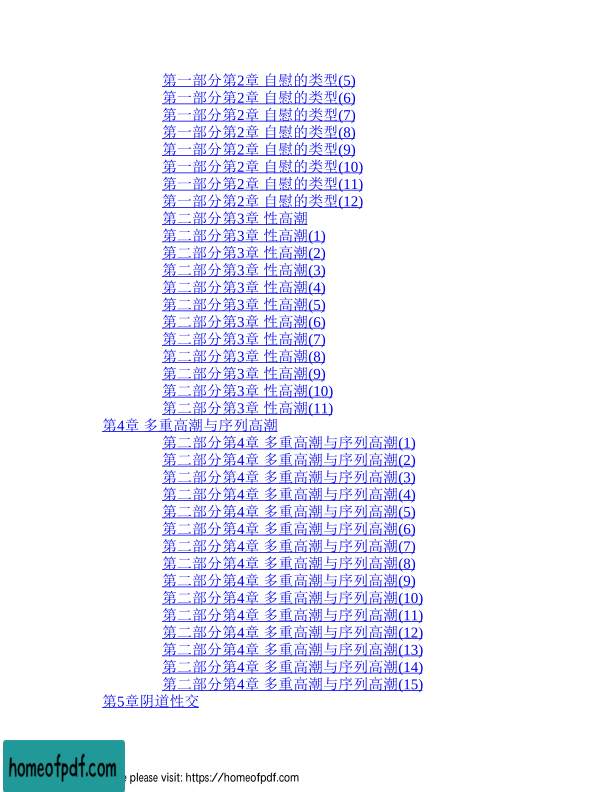 第一部分第2章 自慰的类型(5)
第一部分第2章 自慰的类型(6)
第一部分第2章 自慰的类型(7)
第一部分第2章 自慰的类型(8)
第一部分第2章 自慰的类型(9)
第一部分第2章 自慰的类型(10)
第一部分第2章 自慰的类型(11)
第一部分第2章 自慰的类型(12)
第二部分第3章 性高潮
第二部分第3章 性高潮(1)
第二部分第3章 性高潮(2)
第二部分第3章 性高潮(3)
第二部分第3章 性高潮(4)
第二部分第3章 性高潮(5)
第二部分第3章 性高潮(6)
第二部分第3章 性高潮(7)
第二部分第3章 性高潮(8)
第二部分第3章 性高潮(9)
第二部分第3章 性高潮(10)
第二部分第3章 性高潮(11)
第4章 多重高潮与序列高潮
第二部分第4章 多重高潮与序列高潮(1)
第二部分第4章 多重高潮与序列高潮(2)
第二部分第4章 多重高潮与序列高潮(3)
第二部分第4章 多重高潮与序列高潮(4)
第二部分第4章 多重高潮与序列高潮(5)
第二部分第4章 多重高潮与序列高潮(6)
第二部分第4章 多重高潮与序列高潮(7)
第二部分第4章 多重高潮与序列高潮(8)
第二部分第4章 多重高潮与序列高潮(9)
第二部分第4章 多重高潮与序列高潮(10)
第二部分第4章 多重高潮与序列高潮(11)
第二部分第4章 多重高潮与序列高潮(12)
第二部分第4章 多重高潮与序列高潮(13)
第二部分第4章 多重高潮与序列高潮(14)
第二部分第4章 多重高潮与序列高潮(15)
第5章阴道性交
homeofpdf.com
please visit: https://homeofpdf.com